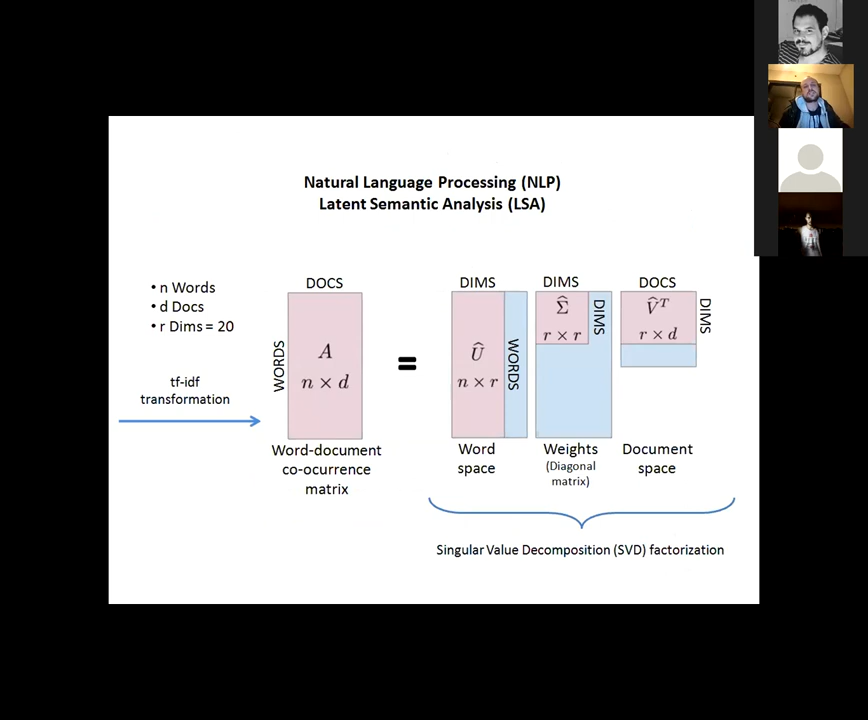 Natural Language Processing (NLP)
Latent Semantic Analysis (LSA)
• n Words
• d Docs
• r Dims = 20
tf-idf
transformation
DOCS
WORDS
A
n × d
Word-document
co-ocurrence
matrix
=
DIMS
Û
n × r
WORDS
Word
space
DIMS
Σ̂
r × r
DIMS
Weights
(Diagonal
matrix)
DOCS
V̂ᵀ
r × d
DIMS
Document
space
Singular Value Decomposition (SVD) factorization